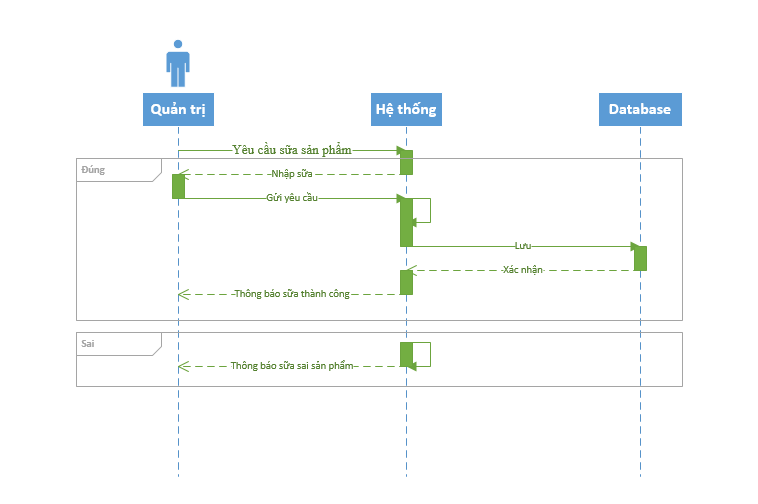 Quản trị
Hệ thống
Database
Yêu cầu sữa sản phẩm
Đúng
Nhập sữa
Gửi yêu cầu
Lưu
Xác nhận
Thông báo sữa thành công
Sai
Thông báo sữa sai sản phẩm